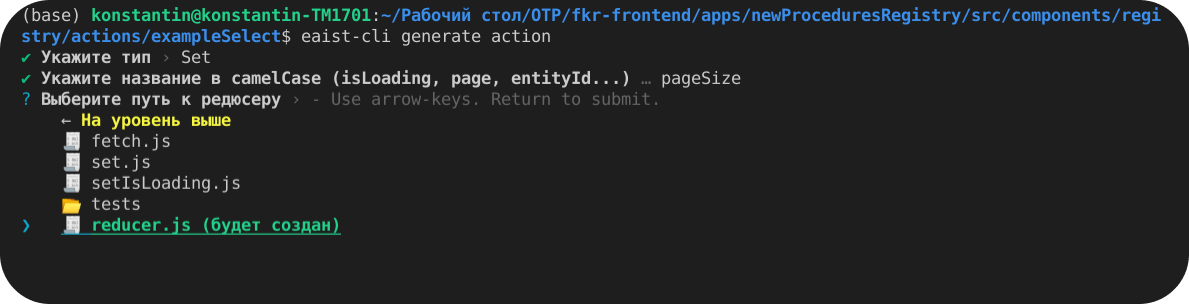 (base) konstantin@konstantin-TM1701:~/Рабочий стол/OTP/fkr-frontend/apps/newProceduresRegistry/src/components/regi
stry/actions/exampleSelect$ eaist-cli generate action
✔ Укажите тип › Set
✔ Укажите название в camelCase (isLoading, page, entityId...) … pageSize
? Выберите путь к редюсеру › - Use arrow-keys. Return to submit.
← На уровень выше
fetch.js
set.js
setIsLoading.js
tests
❯ reducer.js (будет создан)